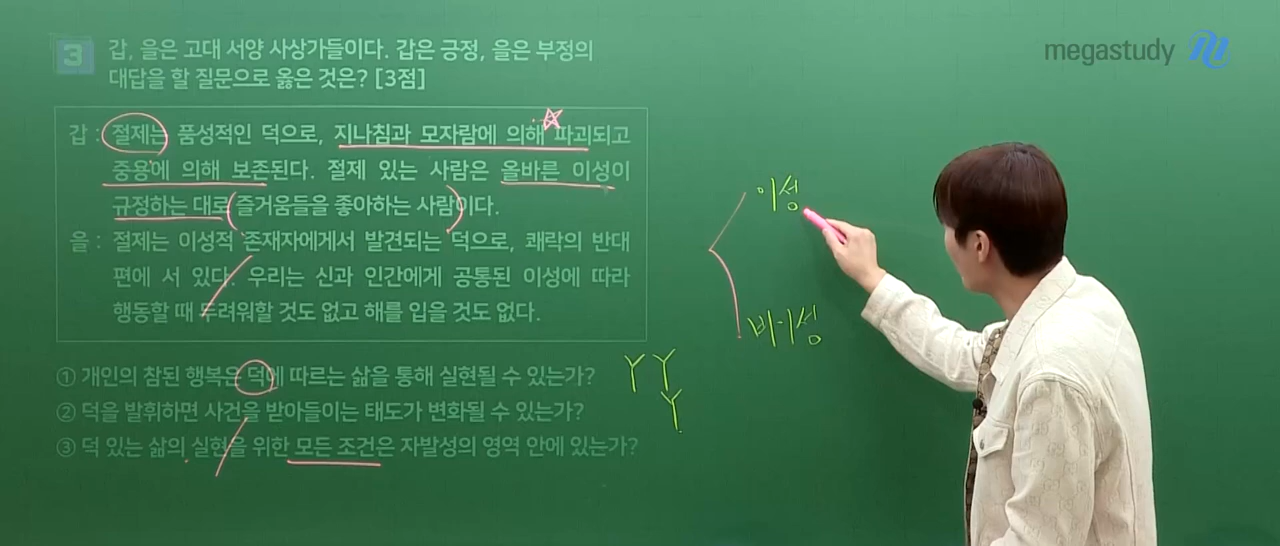 3 갑, 을은 고대 서양 사상가들이다. 갑은 긍정, 을은 부정의
대답을 할 질문으로 옳은 것은? [3점]
megastudy
갑 : 절제는 품성적인 덕으로, 지나침과 모자람에 의해 파괴되고
중용에 의해 보존된다. 절제 있는 사람은 올바른 이성이
규정하는 대로 즐거움들을 좋아하는 사람이다.
을 : 절제는 이성적 존재자에게서 발견되는 덕으로, 쾌락의 반대
편에 서 있다. 우리는 신과 인간에게 공통된 이성에 따라
행동할 때 두려워할 것도 없고 해를 입을 것도 없다.
① 개인의 참된 행복은 덕에 따르는 삶을 통해 실현될 수 있는가?
② 덕을 발휘하면 사건을 받아들이는 태도가 변화될 수 있는가?
③ 덕 있는 삶의 실현을 위한 모든 조건은 자발성의 영역 안에 있는가?
Y Y
Y
이성
비이성